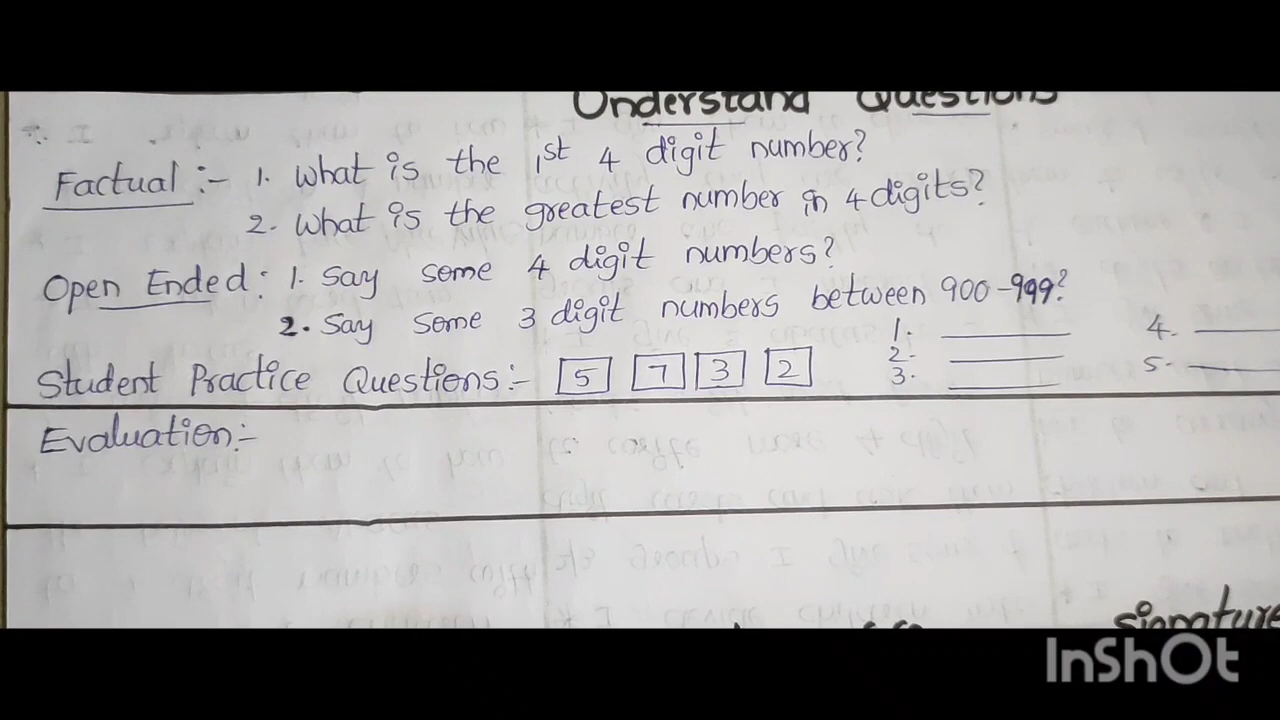 Understand Questions
Factual :- 1. What is the 1st 4 digit number?
2. What is the greatest number in 4 digits?
Open Ended: 1. Say some 4 digit numbers?
2. Say some 3 digit numbers between 900-999?
Student Practice Questions:- 5 7 3 2
1. 4.
2. 5.
3.
Evaluation:-
Signature
InShOt